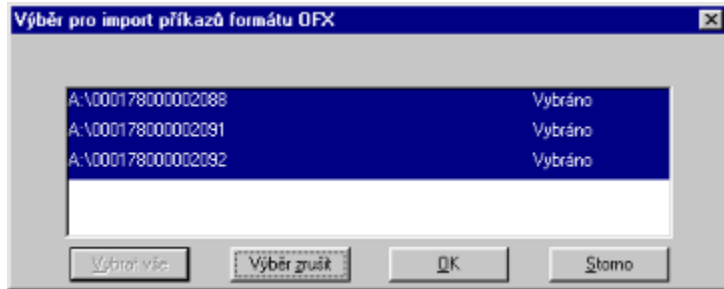 Výběr pro import příkazů formátu OFX
A:\000178000002088 Vybráno
A:\000178000002091 Vybráno
A:\000178000002092 Vybráno
Vybrat vše Výběr zrušit OK Storno